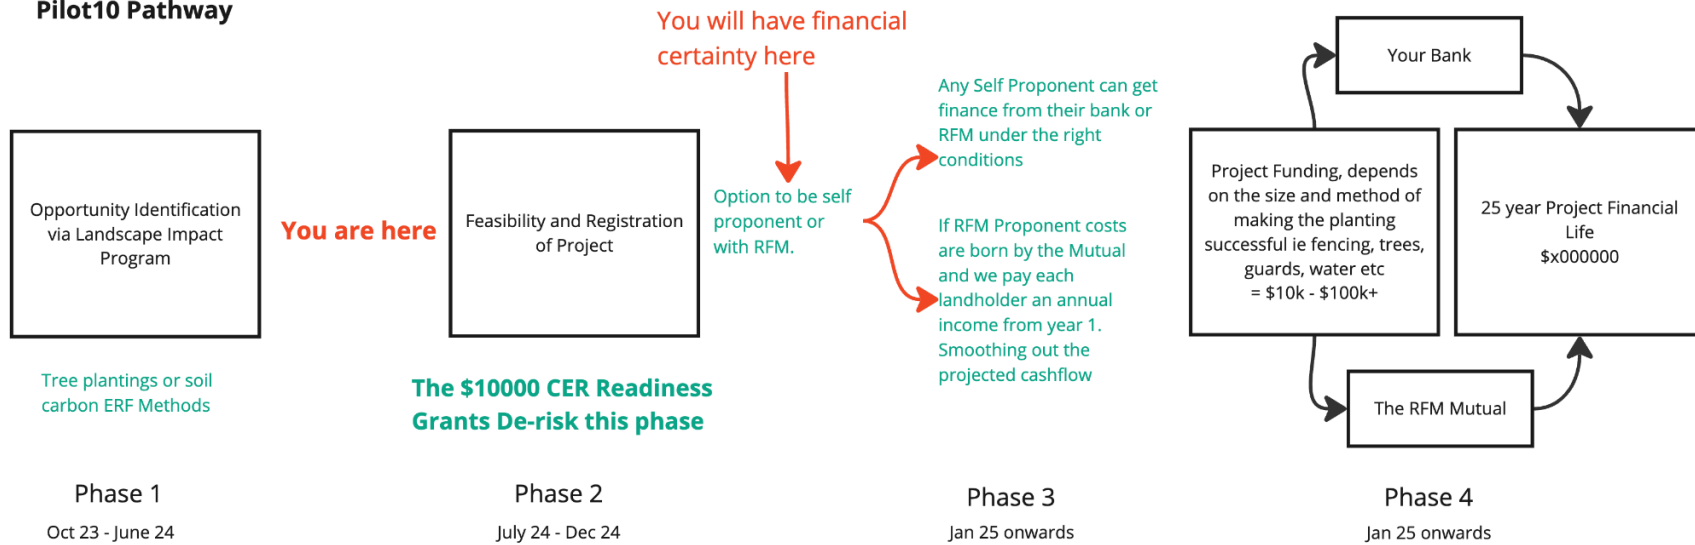 Pilot10 Pathway
You will have financial
certainty here
Opportunity Identification
via Landscape Impact
Program
Tree plantings or soil
carbon ERF Methods
Phase 1
Oct 23 - June 24
You are here
Feasibility and Registration
of Project
The $10000 CER Readiness
Grants De-risk this phase
Phase 2
July 24 - Dec 24
Option to be self
proponent or
with RFM.
Any Self Proponent can get
finance from their bank or
RFM under the right
conditions
If RFM Proponent costs
are born by the Mutual
and we pay each
landholder an annual
income from year 1.
Smoothing out the
projected cashflow
Phase 3
Jan 25 onwards
Your Bank
Project Funding, depends
on the size and method of
making the planting
successful ie fencing, trees,
guards, water etc
= $10k - $100k+
25 year Project Financial
Life
$x000000
The RFM Mutual
Phase 4
Jan 25 onwards